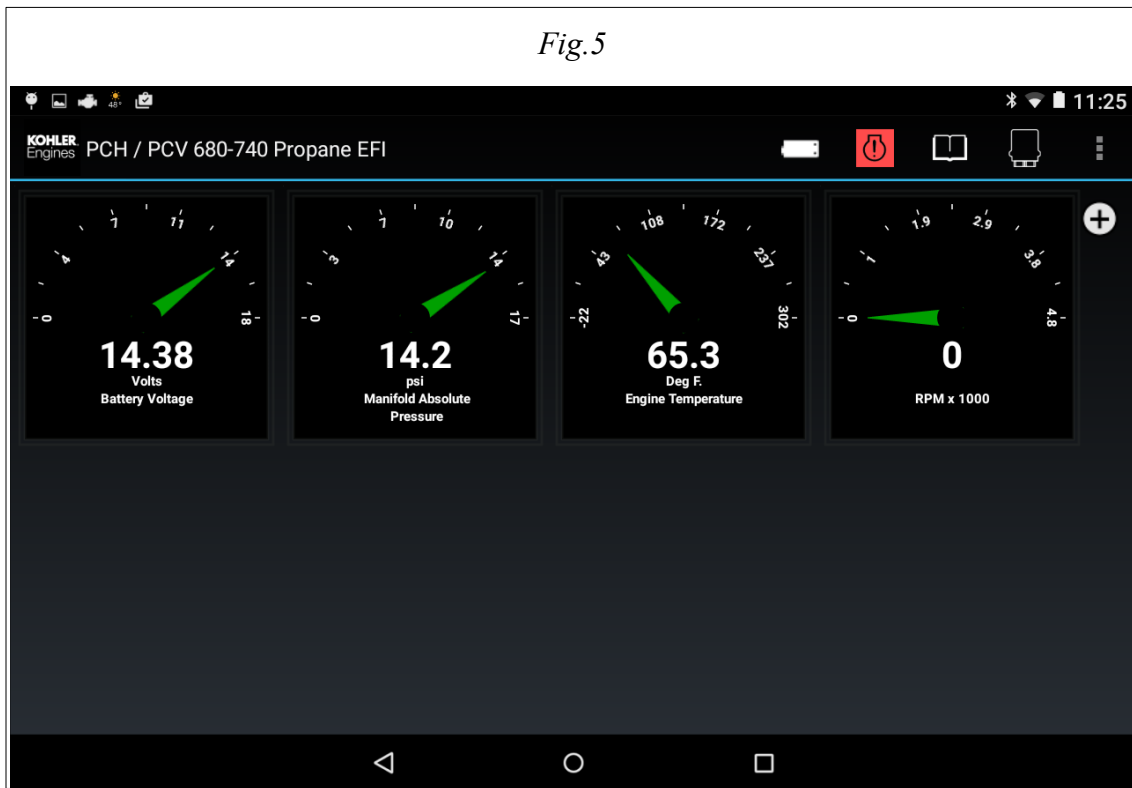 Fig.5
48°
11:25
KOHLER
Engines
PCH / PCV 680-740 Propane EFI
0 4 7 11 14 18
14.38
Volts
Battery Voltage
0 3 7 10 14 17
14.2
psi
Manifold Absolute
Pressure
-22 43 108 172 237 302
65.3
Deg F.
Engine Temperature
0 1 1.9 2.9 3.8 4.8
0
RPM x 1000